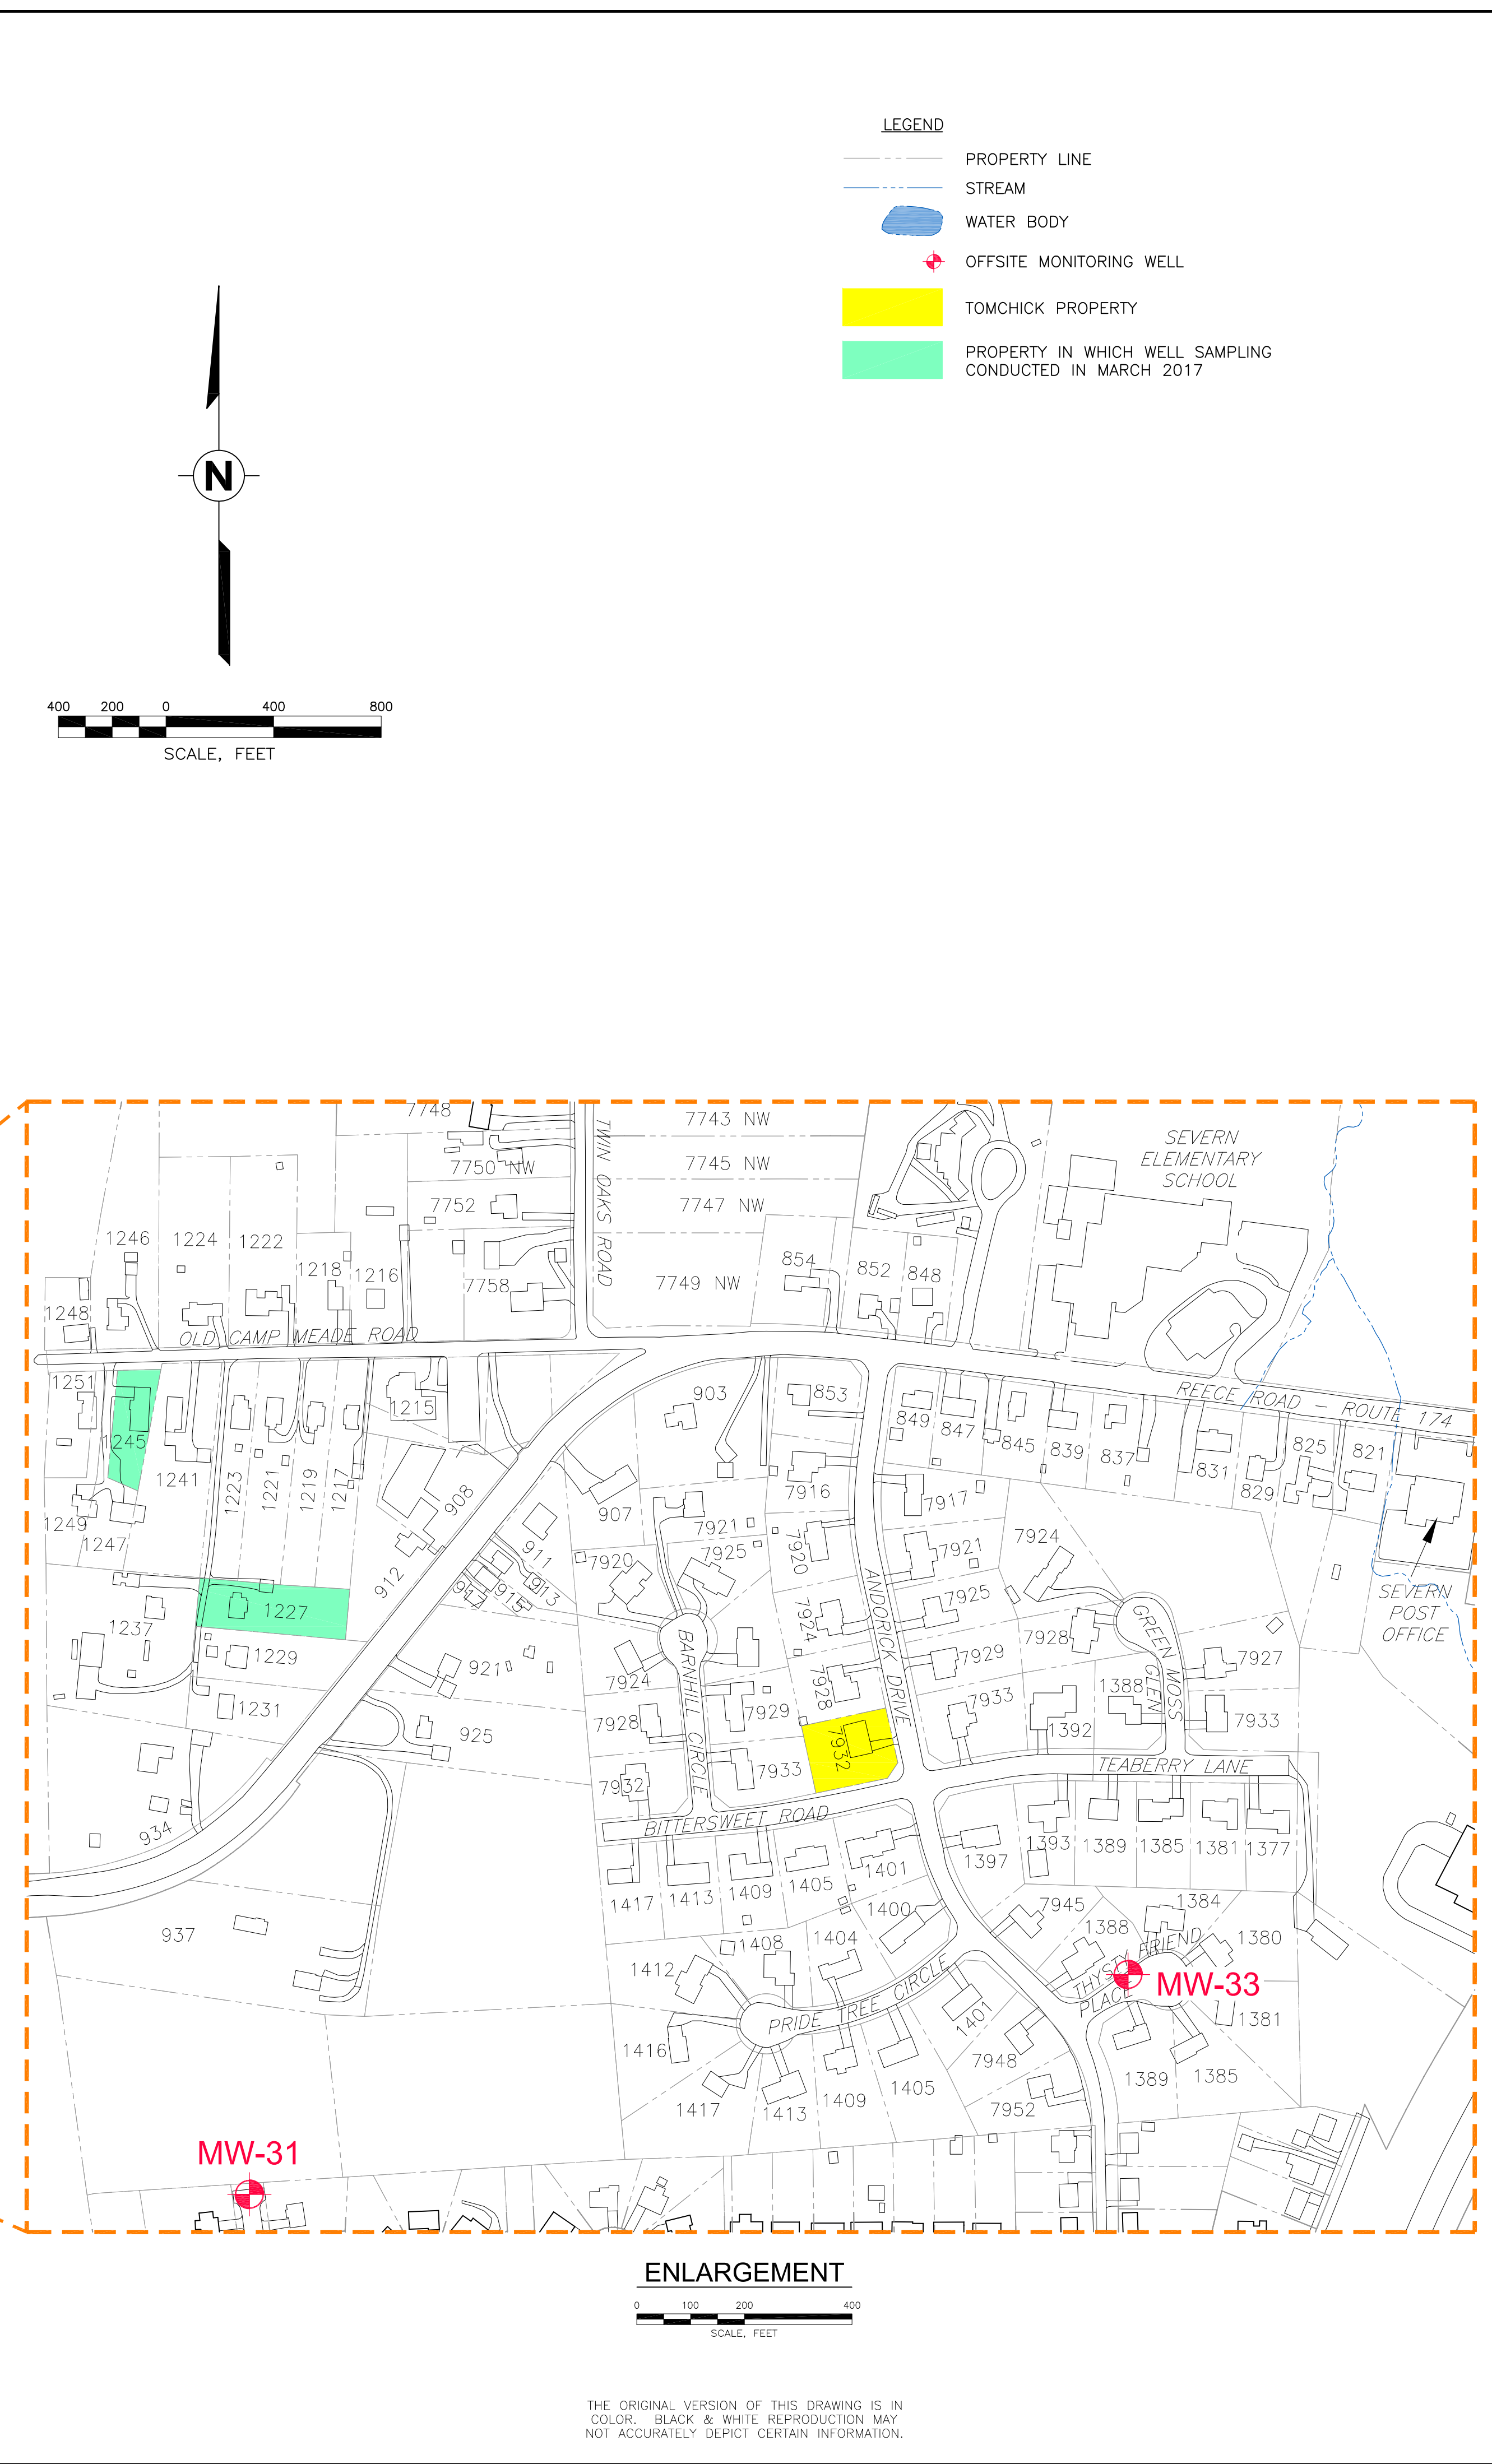 LEGEND
PROPERTY LINE
STREAM
WATER BODY
OFFSITE MONITORING WELL
TOMCHICK PROPERTY
PROPERTY IN WHICH WELL SAMPLING
CONDUCTED IN MARCH 2017
N
400 200 0 400 800
SCALE, FEET
7748
7750 NW
7752
7758
TWIN OAKS ROAD
7743 NW
7745 NW
7747 NW
7749 NW
854
852
848
SEVERN
ELEMENTARY
SCHOOL
1246
1224
1222
1218
1216
1248
OLD CAMP MEADE ROAD
REECE ROAD - ROUTE 174
1251
1245
1241
1249
1247
1223
1221
1219
1217
1215
908
912
903
907
911
913
915
917
853
849
847
845
839
837
831
829
825
821
SEVERN
POST
OFFICE
7916
7917
7920
7921
7925
7920
7921
7924
7925
7924
7928
7929
7928
7927
1237
1227
1229
1231
921
925
934
937
BARNHILL CIRCLE
ANDORICK DRIVE
GREEN MOSS
GLEN
7924
7928
7929
7932
7933
7932
7933
1392
1388
7933
TEABERRY LANE
BITTERSWEET ROAD
1417
1413
1409
1405
1401
1397
1393
1389
1385
1381
1377
1400
1404
1408
1412
1416
PRIDE TREE CIRCLE
1417
1413
1409
1405
1401
7945
7948
7952
1388
1384
1380
THYST FRIEND
PLACE
MW-33
1381
1389
1385
MW-31
ENLARGEMENT
0 100 200 400
SCALE, FEET
THE ORIGINAL VERSION OF THIS DRAWING IS IN
COLOR. BLACK & WHITE REPRODUCTION MAY
NOT ACCURATELY DEPICT CERTAIN INFORMATION.